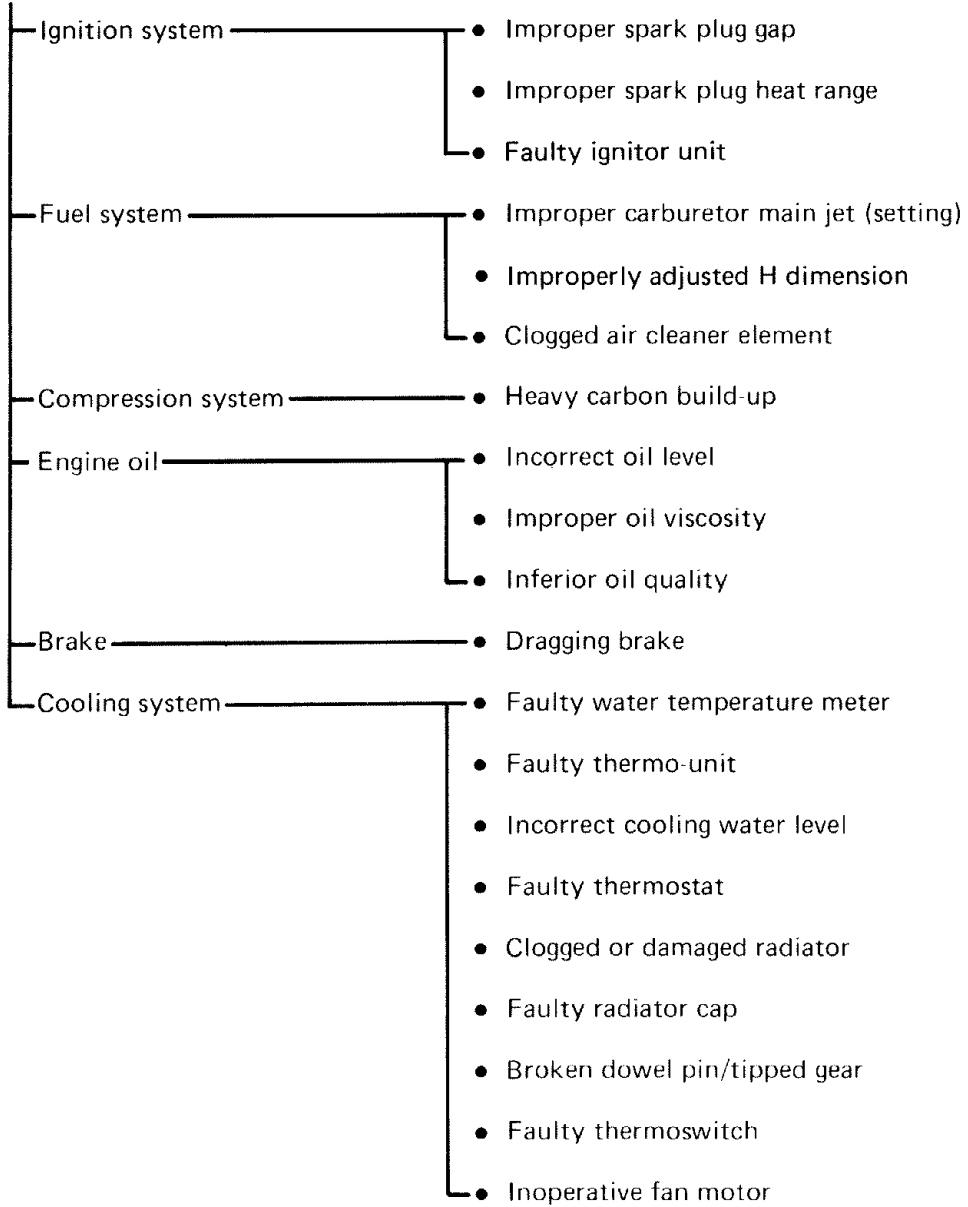 Ignition system
• Improper spark plug gap
• Improper spark plug heat range
• Faulty ignitor unit
Fuel system
• Improper carburetor main jet (setting)
• Improperly adjusted H dimension
• Clogged air cleaner element
Compression system
• Heavy carbon build-up
Engine oil
• Incorrect oil level
• Improper oil viscosity
• Inferior oil quality
Brake
• Dragging brake
Cooling system
• Faulty water temperature meter
• Faulty thermo-unit
• Incorrect cooling water level
• Faulty thermostat
• Clogged or damaged radiator
• Faulty radiator cap
• Broken dowel pin/tipped gear
• Faulty thermoswitch
• Inoperative fan motor